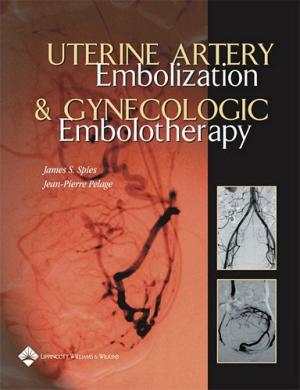 UTERINE ARTERY
Embolization
& GYNECOLOGIC
Embolotherapy
James S. Spies
Jean-Pierre Pelage
LIPPINCOTT WILLIAMS & WILKINS